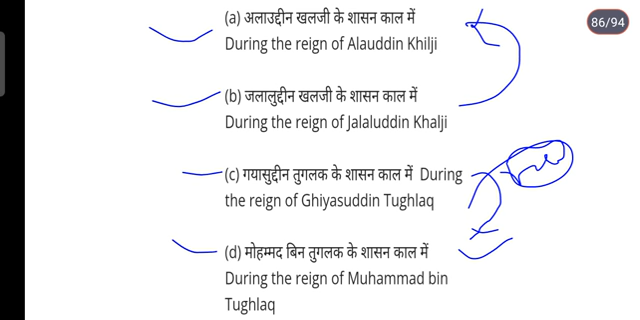 86/94
(a) अलाउद्दीन खलजी के शासन काल में
During the reign of Alauddin Khilji
(b) जलालुद्दीन खलजी के शासन काल में
During the reign of Jalaluddin Khalji
(c) गयासुद्दीन तुगलक के शासन काल में During
the reign of Ghiyasuddin Tughlaq
(d) मोहम्मद बिन तुगलक के शासन काल में
During the reign of Muhammad bin
Tughlaq